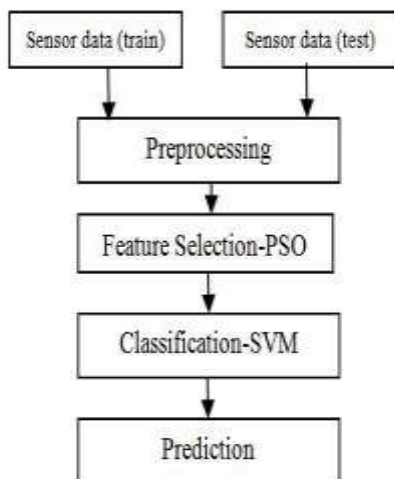 Sensor data (train)
Sensor data (test)
Preprocessing
Feature Selection-PSO
Classification-SVM
Prediction